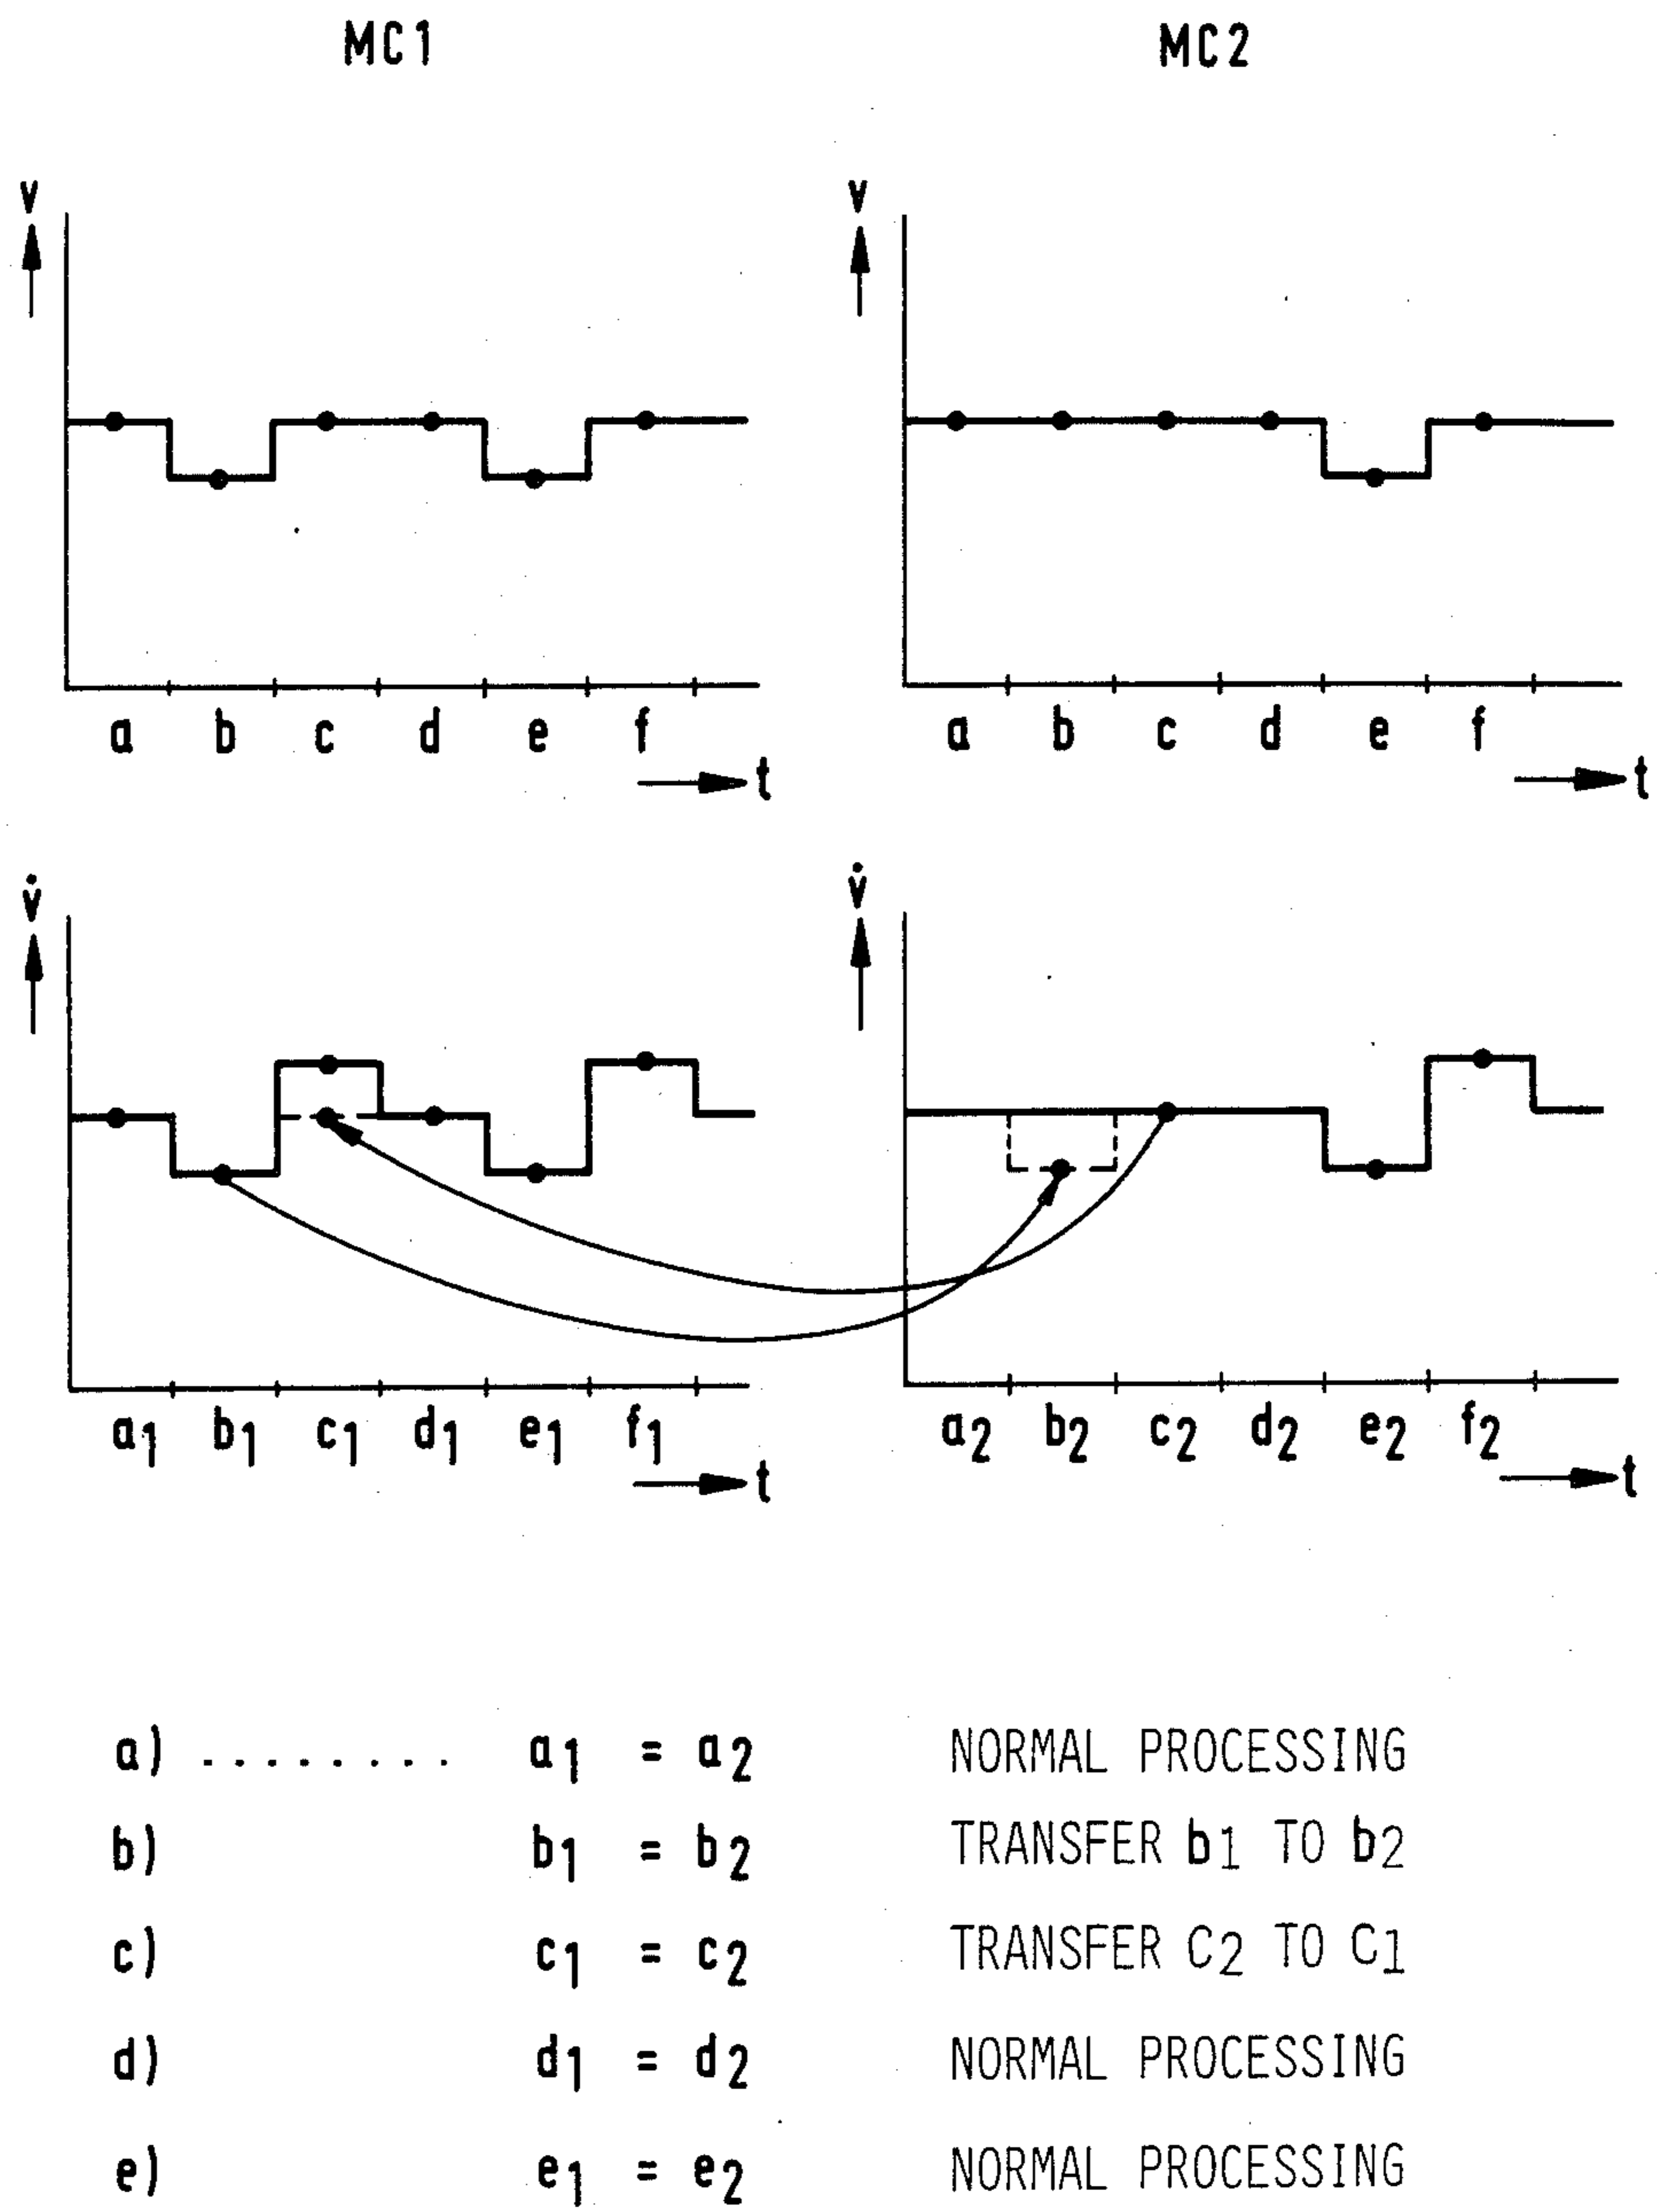 MC1 MC2
v v
a b c d e f a b c d e f
t t
v̇ v̇
a1 b1 c1 d1 e1 f1 a2 b2 c2 d2 e2 f2
t t
a) ........ a1 = a2 NORMAL PROCESSING
b) b1 = b2 TRANSFER b1 TO b2
c) c1 = c2 TRANSFER C2 TO C1
d) d1 = d2 NORMAL PROCESSING
e) e1 = e2 NORMAL PROCESSING